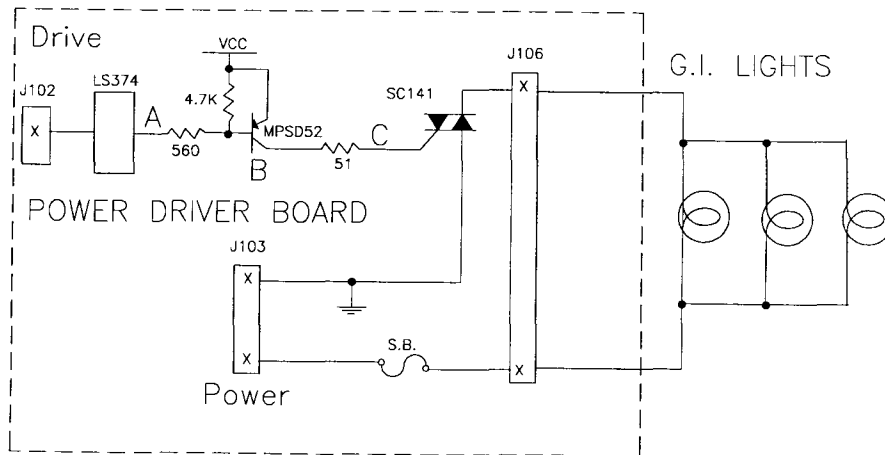 Drive
VCC
J106
G.I. LIGHTS
J102
LS374
4.7K
SC141
X
A
560
MPSD52
B
51
C
X
POWER DRIVER BOARD
J103
X
S.B.
X
X
Power